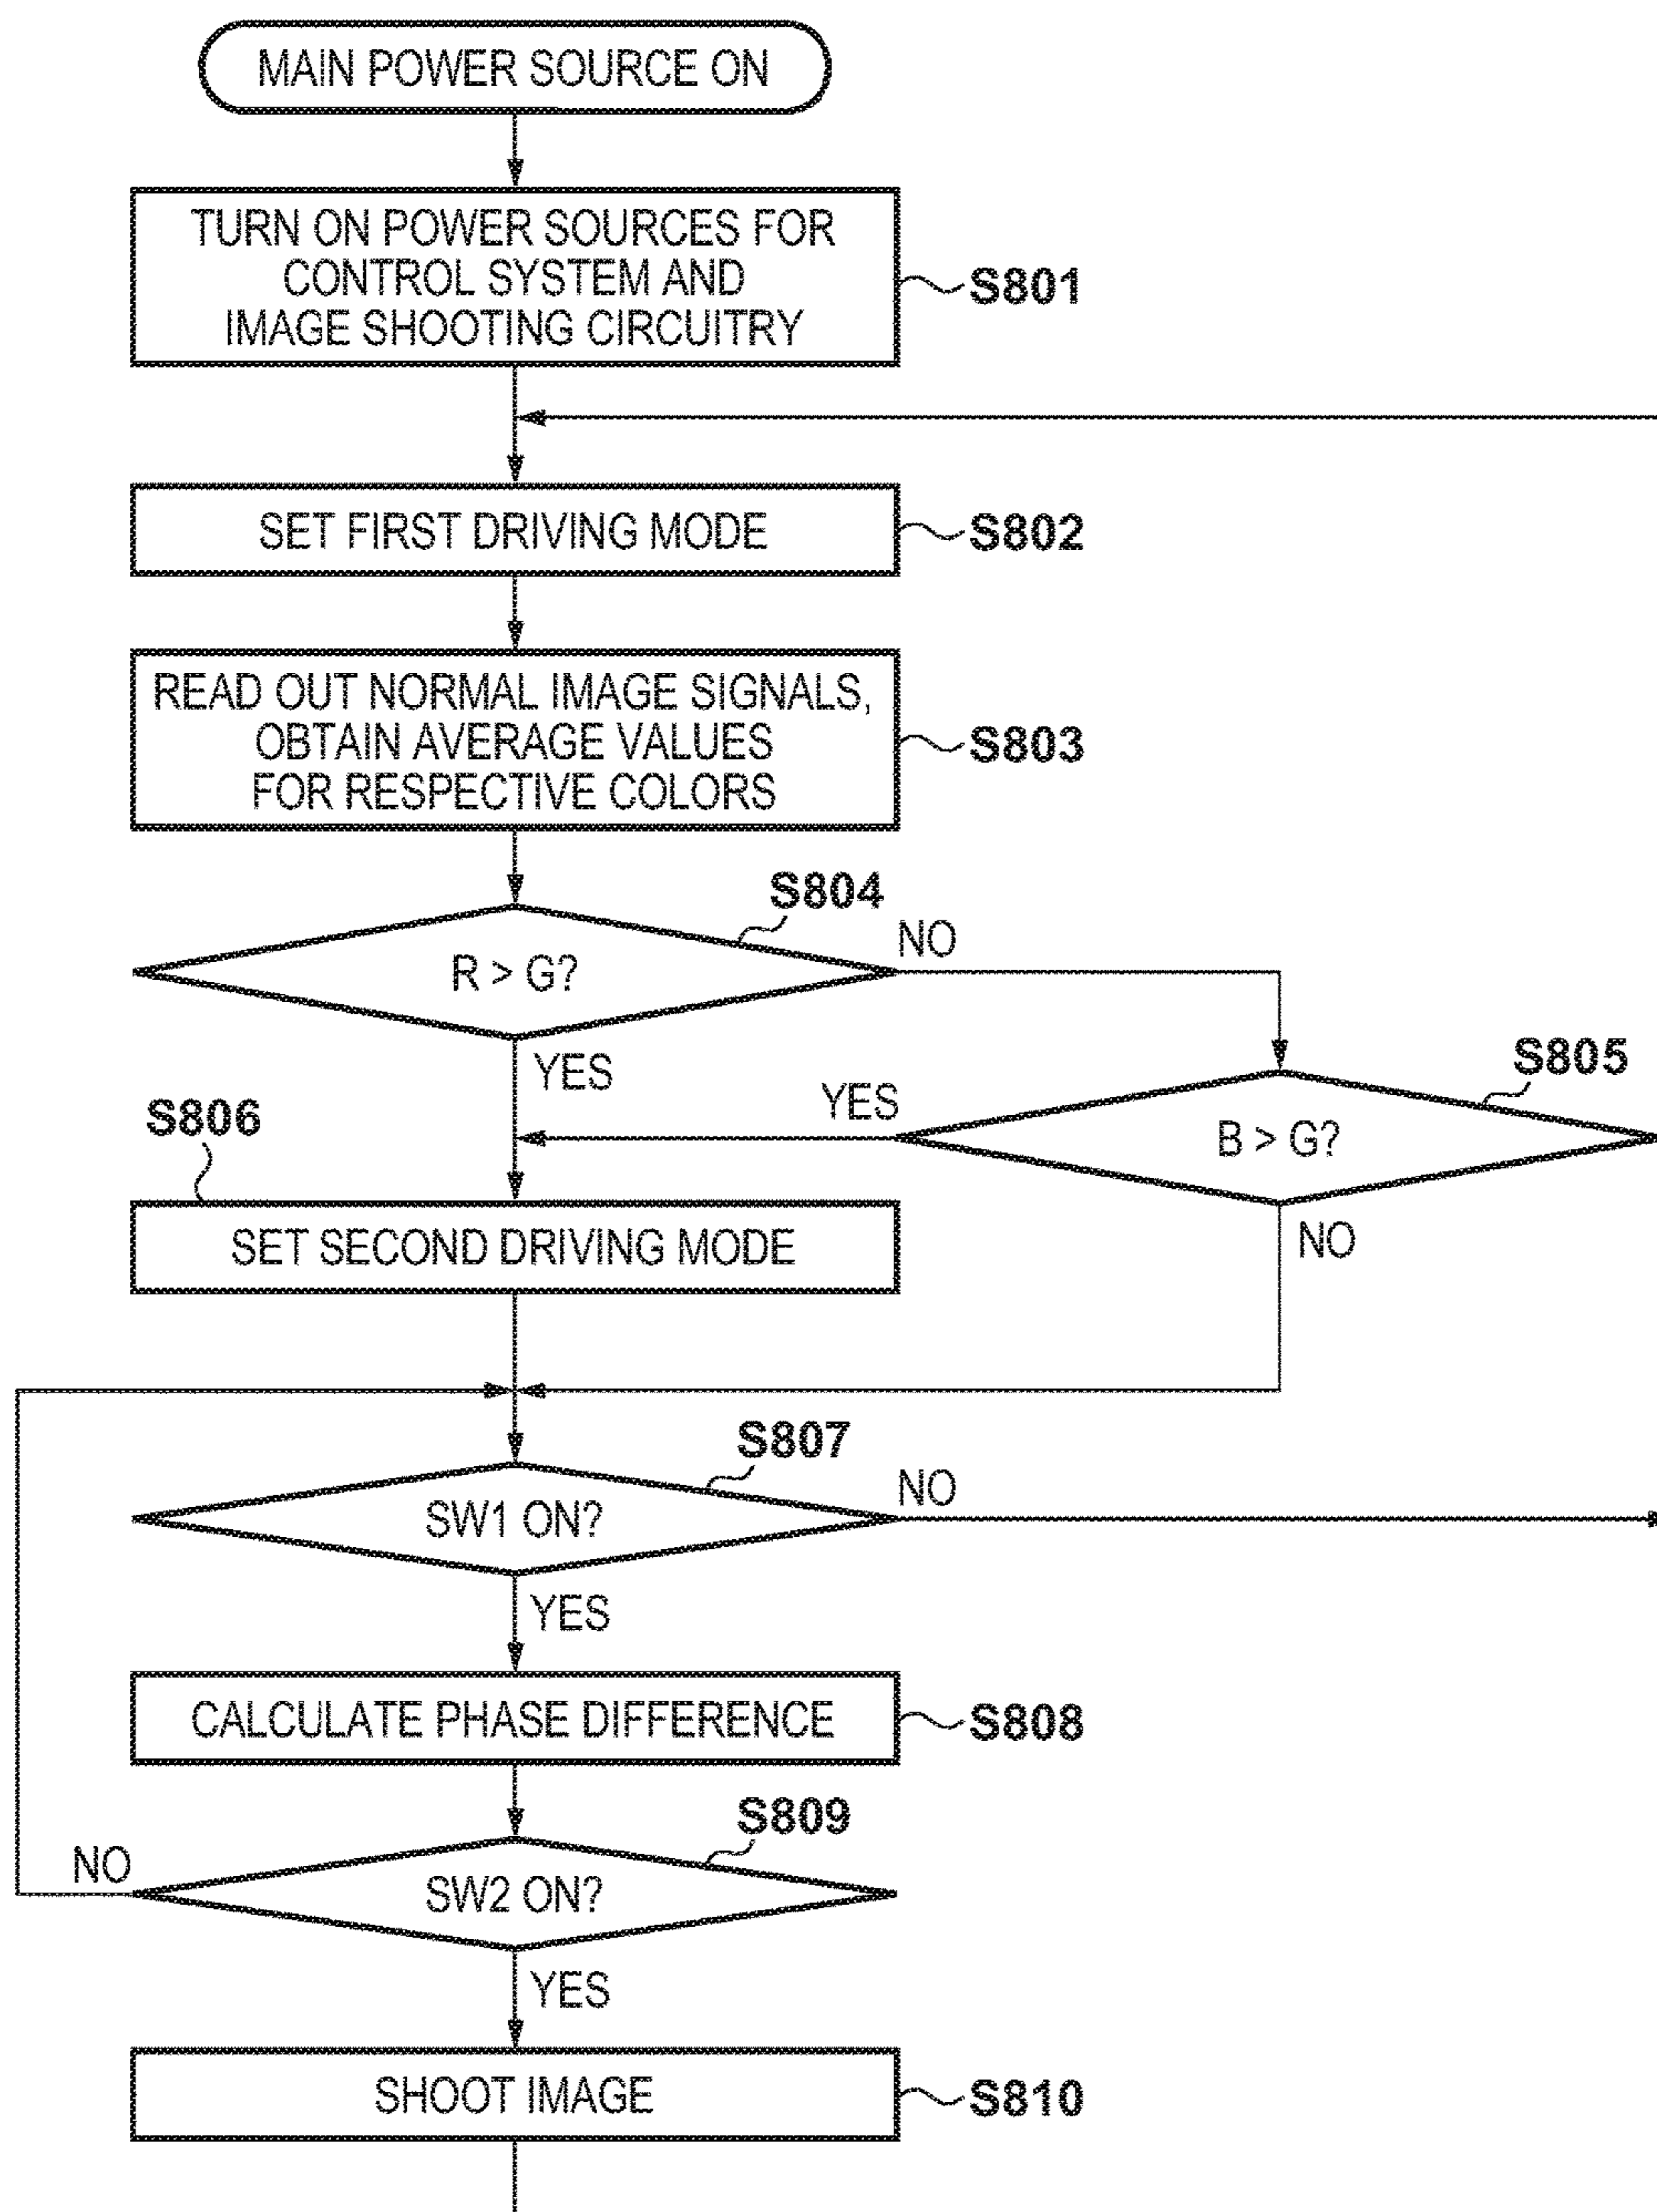 MAIN POWER SOURCE ON
TURN ON POWER SOURCES FOR
CONTROL SYSTEM AND
IMAGE SHOOTING CIRCUITRY
S801
SET FIRST DRIVING MODE
S802
READ OUT NORMAL IMAGE SIGNALS,
OBTAIN AVERAGE VALUES
FOR RESPECTIVE COLORS
S803
S804
R > G?
NO
YES
S805
B > G?
YES
NO
S806
SET SECOND DRIVING MODE
S807
SW1 ON?
NO
YES
CALCULATE PHASE DIFFERENCE
S808
S809
SW2 ON?
NO
YES
SHOOT IMAGE
S810